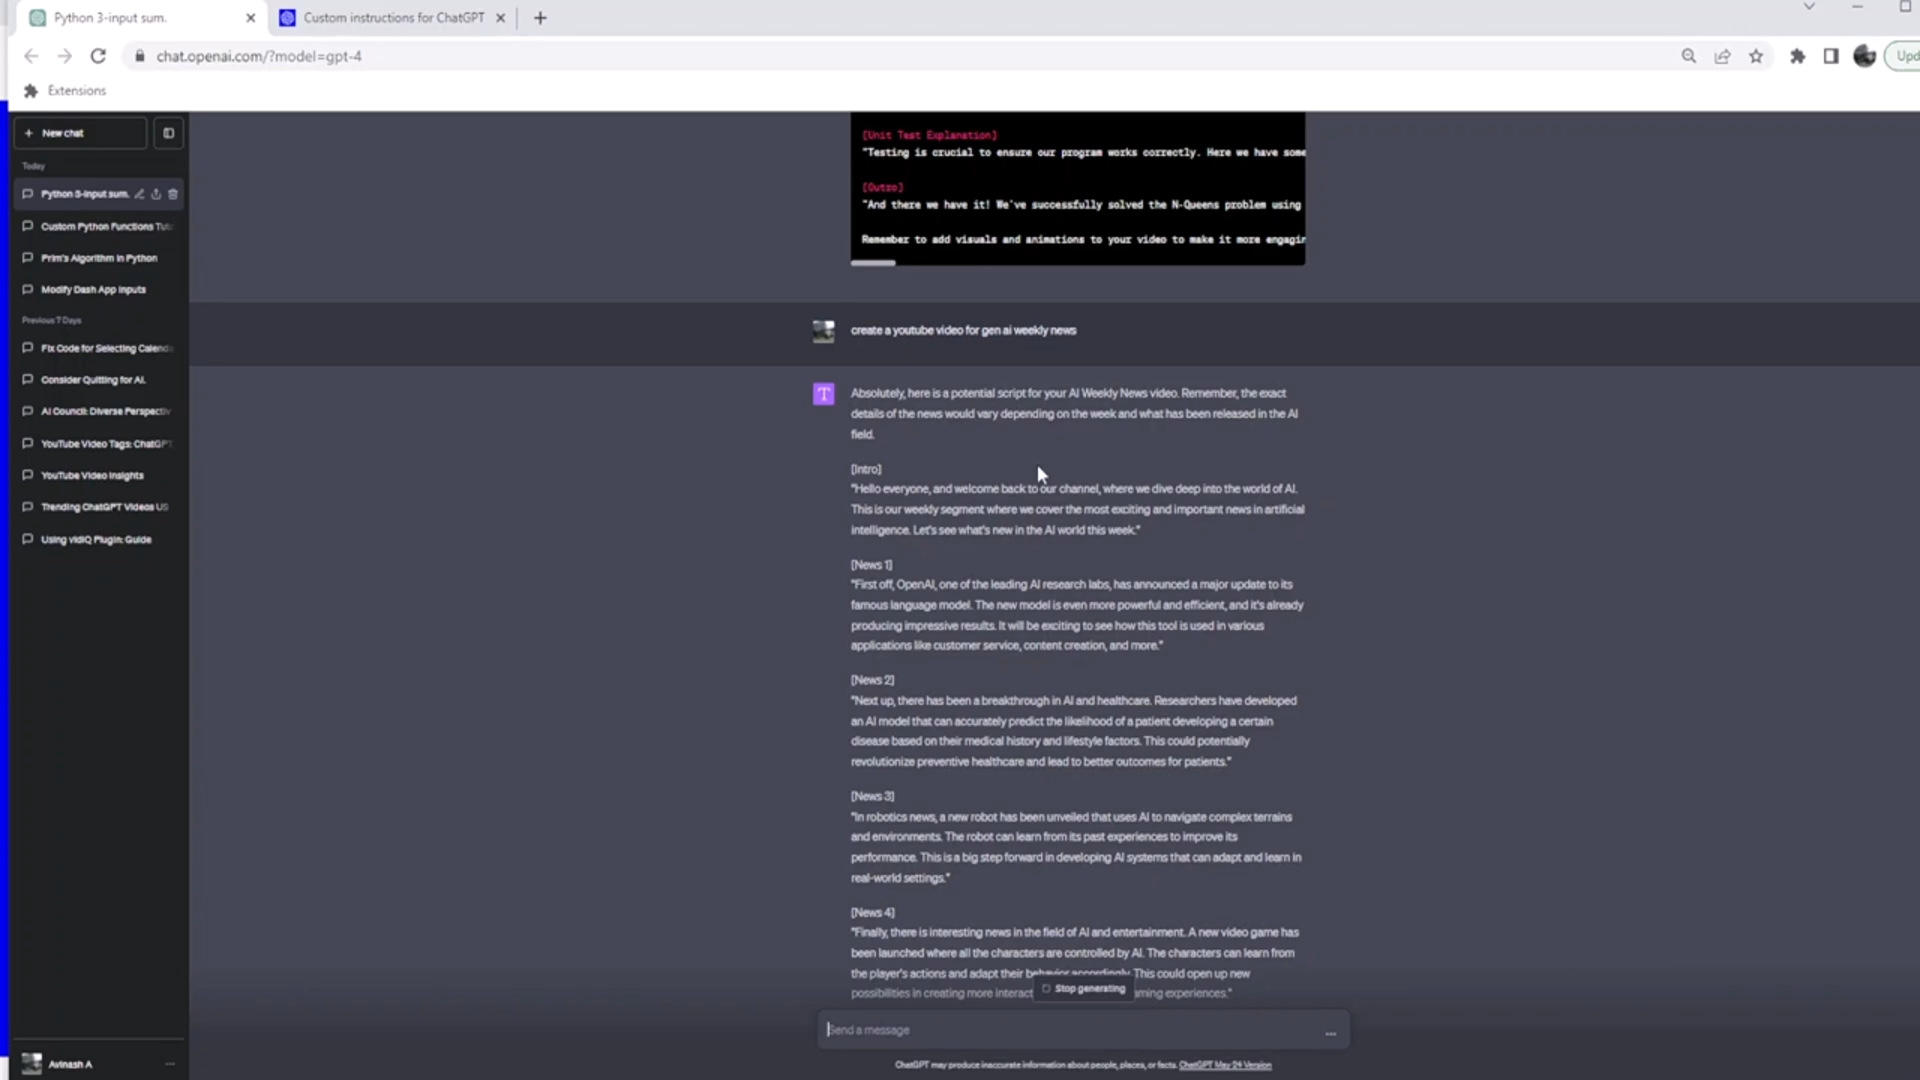 Python 3-input sum.
Custom instructions for ChatGPT
chat.openai.com/?model=gpt-4
Upd
Extensions
New chat
Today
Python 3-input sum.
Custom Python Functions Tut
Prim's Algorithm in Python
Modify Dash App Inputs
Previous 7 Days
Fix Code for Selecting Calend
Consider Quitting for AI.
AI Council: Diverse Perspectiv
YouTube Video Tags: ChatGPT
YouTube Video Insights
Trending ChatGPT Videos US
Using vidIQ Plugin: Guide
Avinash A
[Unit Test Explanation]
"Testing is crucial to ensure our program works correctly. Here we have some
[Outro]
"And there we have it! We've successfully solved the N-Queens problem using
Remember to add visuals and animations to your video to make it more engagin
create a youtube video for gen ai weekly news
T
Absolutely, here is a potential script for your AI Weekly News video. Remember, the exact
details of the news would vary depending on the week and what has been released in the AI
field.
[Intro]
"Hello everyone, and welcome back to our channel, where we dive deep into the world of AI.
This is our weekly segment where we cover the most exciting and important news in artificial
intelligence. Let's see what's new in the AI world this week."
[News 1]
"First off, OpenAI, one of the leading AI research labs, has announced a major update to its
famous language model. The new model is even more powerful and efficient, and it's already
producing impressive results. It will be exciting to see how this tool is used in various
applications like customer service, content creation, and more."
[News 2]
"Next up, there has been a breakthrough in AI and healthcare. Researchers have developed
an AI model that can accurately predict the likelihood of a patient developing a certain
disease based on their medical history and lifestyle factors. This could potentially
revolutionize preventive healthcare and lead to better outcomes for patients."
[News 3]
"In robotics news, a new robot has been unveiled that uses AI to navigate complex terrains
and environments. The robot can learn from its past experiences to improve its
performance. This is a big step forward in developing AI systems that can adapt and learn in
real-world settings."
[News 4]
"Finally, there is interesting news in the field of AI and entertainment. A new video game has
been launched where all the characters are controlled by AI. The characters can learn from
the player's actions and adapt their behavior accordingly. This could open up new
possibilities in creating more interact aming experiences."
Stop generating
Send a message
ChatGPT may produce inaccurate information about people, places, or facts. ChatGPT May 24 Version